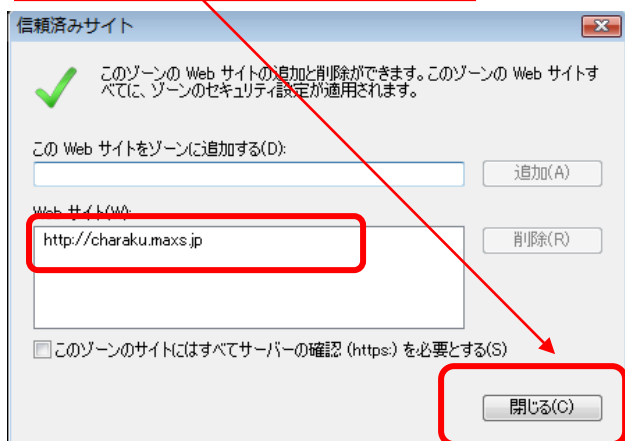 信頼済みサイト
このゾーンの Web サイトの追加と削除ができます。このゾーンの Web サイトす
べてに、ゾーンのセキュリティ設定が適用されます。
この Web サイトをゾーンに追加する(D):
追加(A)
Web サイト(W):
http://charaku.maxs.jp
削除(R)
このゾーンのサイトにはすべてサーバーの確認 (https:) を必要とする(S)
閉じる(C)